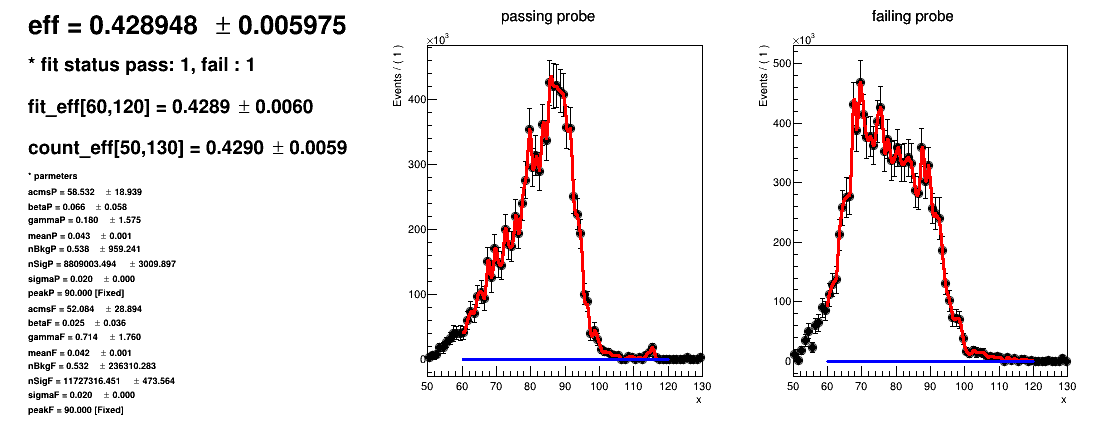 eff = 0.428948 ± 0.005975
* fit status pass: 1, fail : 1
fit_eff[60,120] = 0.4289 ± 0.0060
count_eff[50,130] = 0.4290 ± 0.0059
* parmeters
acmsP = 58.532 ± 18.939
betaP = 0.066 ± 0.058
gammaP = 0.180 ± 1.575
meanP = 0.043 ± 0.001
nBkgP = 0.538 ± 959.241
nSigP = 8809003.494 ± 3009.897
sigmaP = 0.020 ± 0.000
peakP = 90.000 [Fixed]
acmsF = 52.084 ± 28.894
betaF = 0.025 ± 0.036
gammaF = 0.714 ± 1.760
meanF = 0.042 ± 0.001
nBkgF = 0.532 ± 236310.283
nSigF = 11727316.451 ± 473.564
sigmaF = 0.020 ± 0.000
peakF = 90.000 [Fixed]
passing probe
×10³
Events / ( 1 )
400
300
200
100
0
50 60 70 80 90 100 110 120 130
x
failing probe
×10³
Events / ( 1 )
500
400
300
200
100
0
50 60 70 80 90 100 110 120 130
x